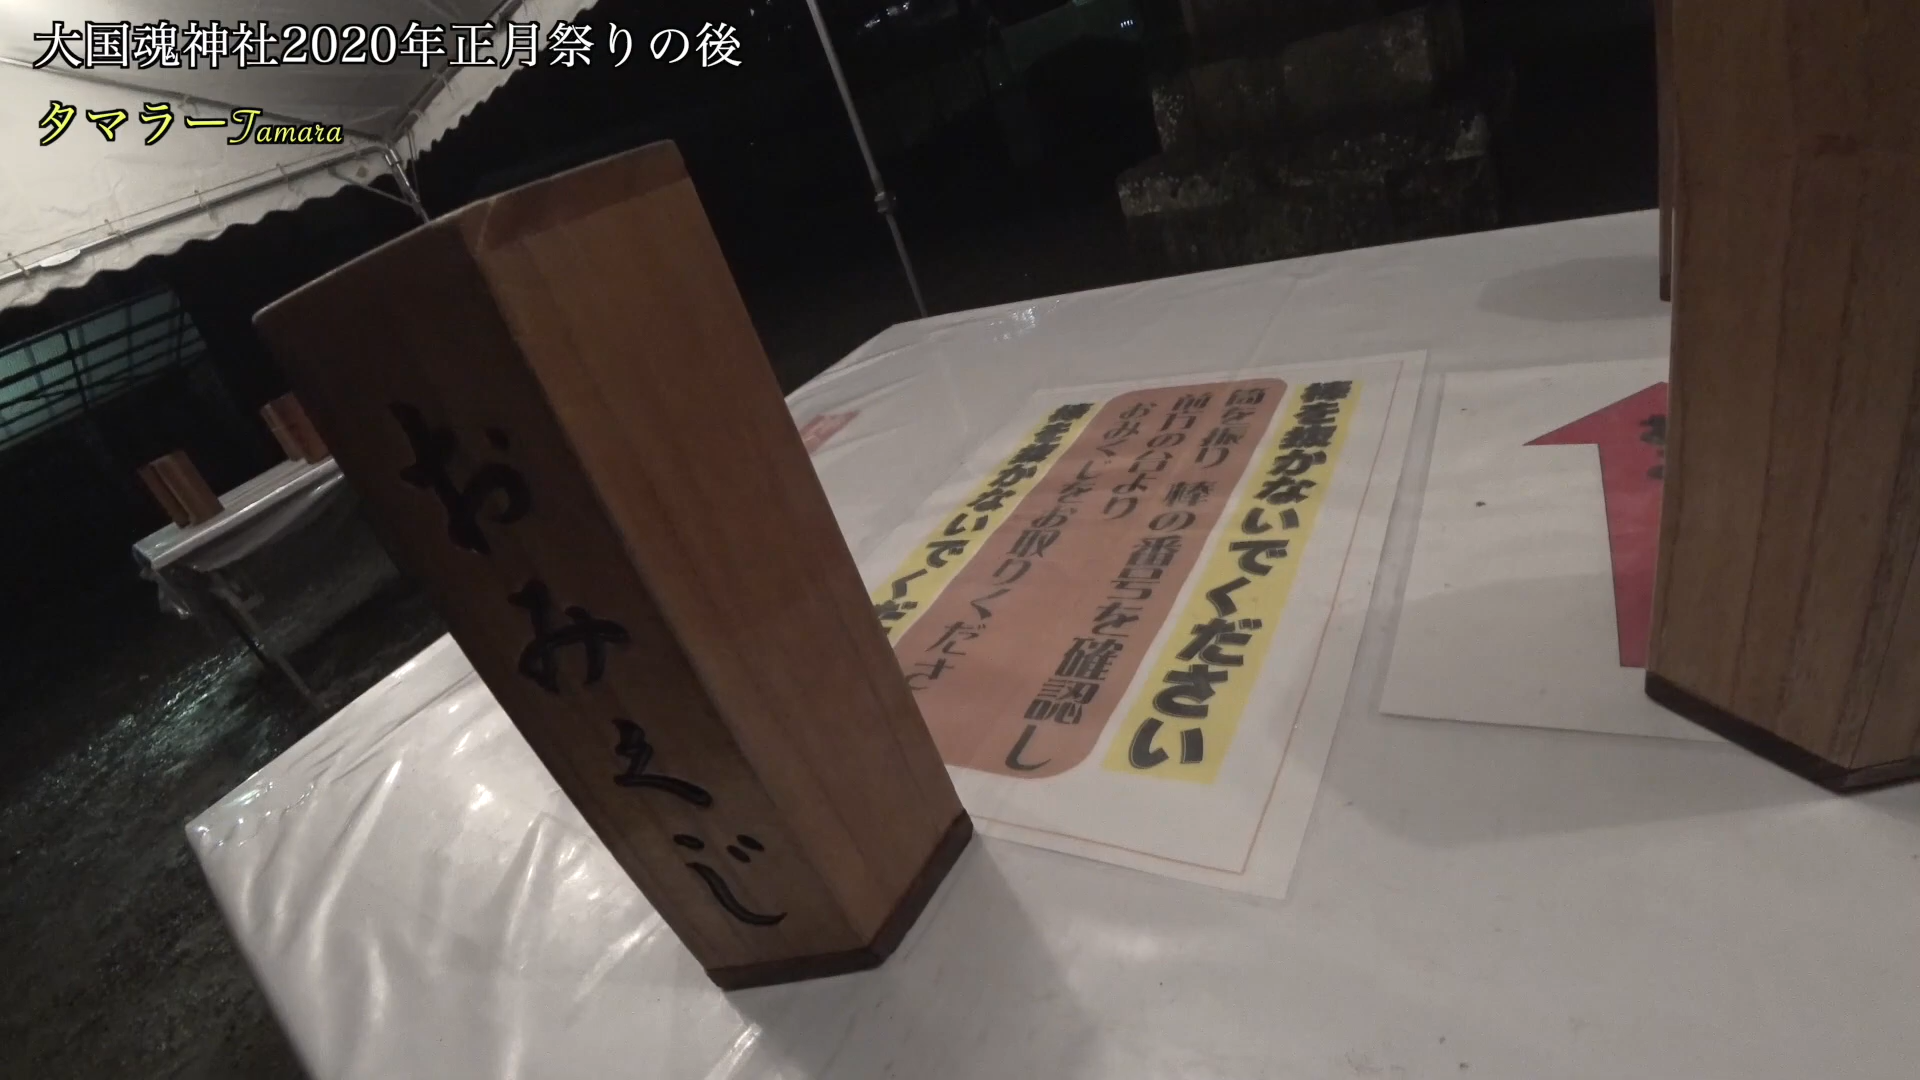 大国魂神社2020年正月祭りの後
タマラーTamara
おみくじ
棒を抜かないでください
筒を振り 棒の番号を確認し
前方の台より
おみくじをお取りくださ
棒を抜かないでくだ